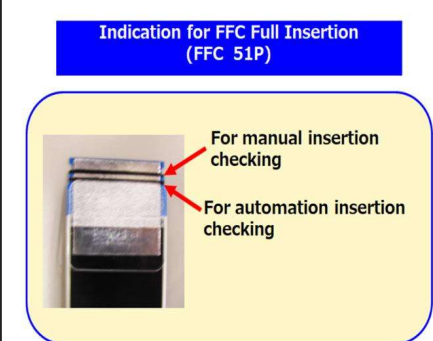 Indication for FFC Full Insertion
(FFC 51P)
For manual insertion
checking
For automation insertion
checking